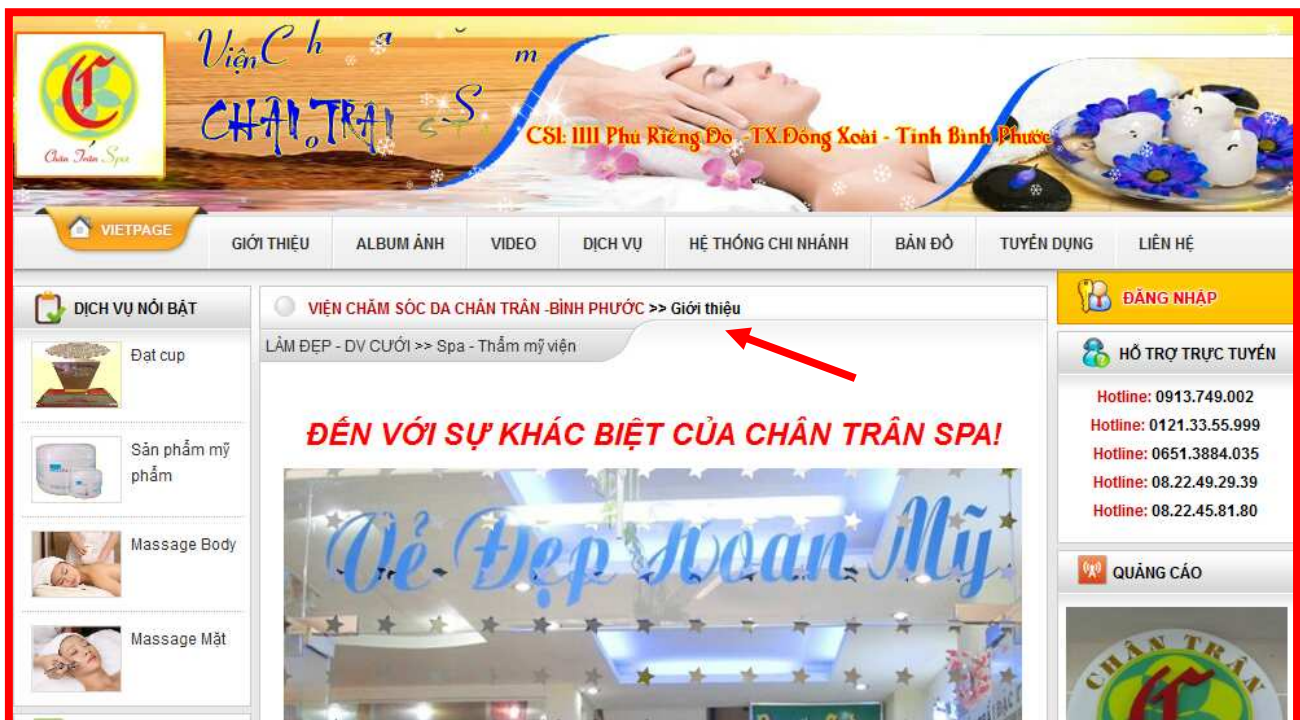 Viện Ch ă m
CHÂN TRÂN S
Chân Trân Spa
CS1: 1111 Phú Riềng Đỏ -TX.Đồng Xoài - Tỉnh Bình Phước
VIETPAGE
GIỚI THIỆU
ALBUM ẢNH
VIDEO
DỊCH VỤ
HỆ THỐNG CHI NHÁNH
BẢN ĐỒ
TUYỂN DỤNG
LIÊN HỆ
DỊCH VỤ NỔI BẬT
Đạt cup
Sản phẩm mỹ
phẩm
Massage Body
Massage Mặt
VIỆN CHĂM SÓC DA CHÂN TRÂN -BÌNH PHƯỚC >> Giới thiệu
LÀM ĐẸP - DV CƯỚI >> Spa - Thẩm mỹ viện
ĐẾN VỚI SỰ KHÁC BIỆT CỦA CHÂN TRÂN SPA!
Vẻ Đẹp Hoàn Mỹ
ĐĂNG NHẬP
HỖ TRỢ TRỰC TUYẾN
Hotline: 0913.749.002
Hotline: 0121.33.55.999
Hotline: 0651.3884.035
Hotline: 08.22.49.29.39
Hotline: 08.22.45.81.80
QUẢNG CÁO
CHÂN TRÂN